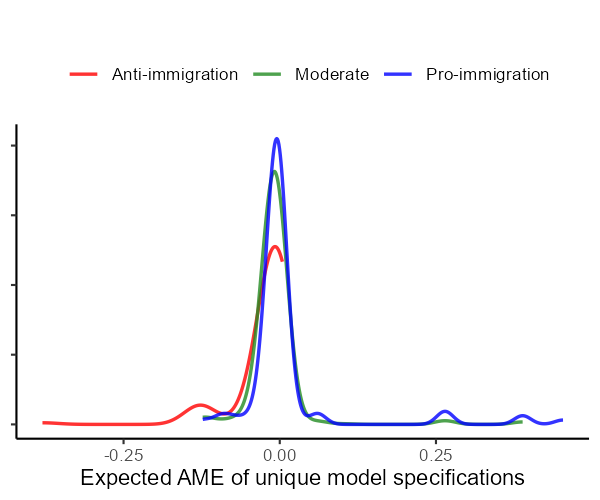 Anti-immigration Moderate Pro-immigration
-0.25 0.00 0.25
Expected AME of unique model specifications